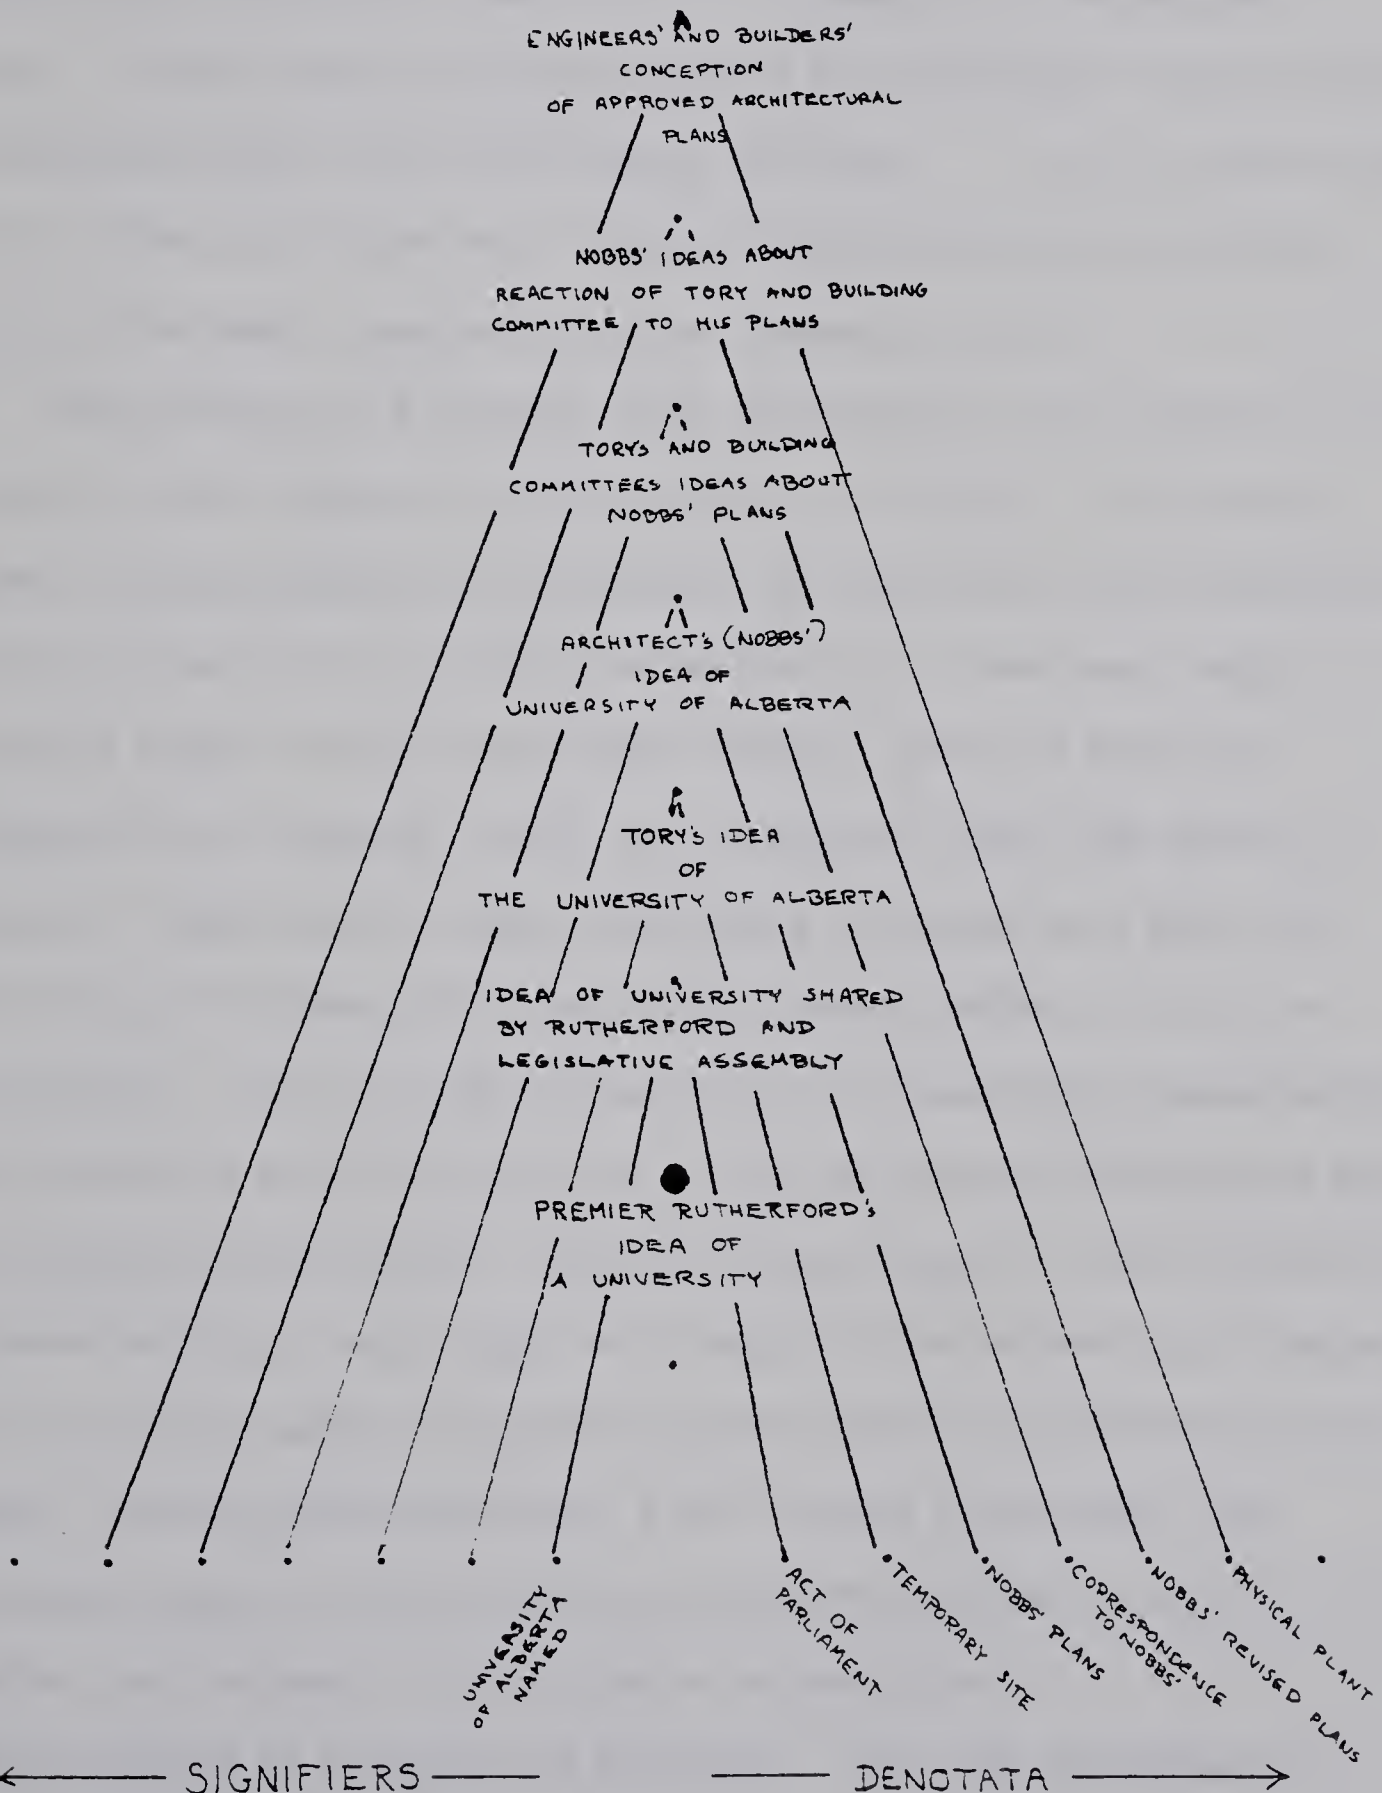 ENGINEERS' AND BUILDERS'
CONCEPTION
OF APPROVED ARCHITECTURAL
PLANS
NOBBS' IDEAS ABOUT
REACTION OF TORY AND BUILDING
COMMITTEE TO HIS PLANS
TORY'S AND BUILDING
COMMITTEES IDEAS ABOUT
NOBBS' PLANS
ARCHITECT'S (NOBBS')
IDEA OF
UNIVERSITY OF ALBERTA
TORY'S IDEA
OF
THE UNIVERSITY OF ALBERTA
IDEA OF UNIVERSITY SHARED
BY RUTHERFORD AND
LEGISLATIVE ASSEMBLY
PREMIER RUTHERFORD'S
IDEA OF
A UNIVERSITY
UNIVERSITY
OF ALBERTA
NAMED
ACT OF
PARLIAMENT
TEMPORARY SITE
NOBBS' PLANS
CORRESPONDENCE
TO NOBBS'
NOBBS' REVISED PLANS
PHYSICAL PLANT
SIGNIFIERS
DENOTATA